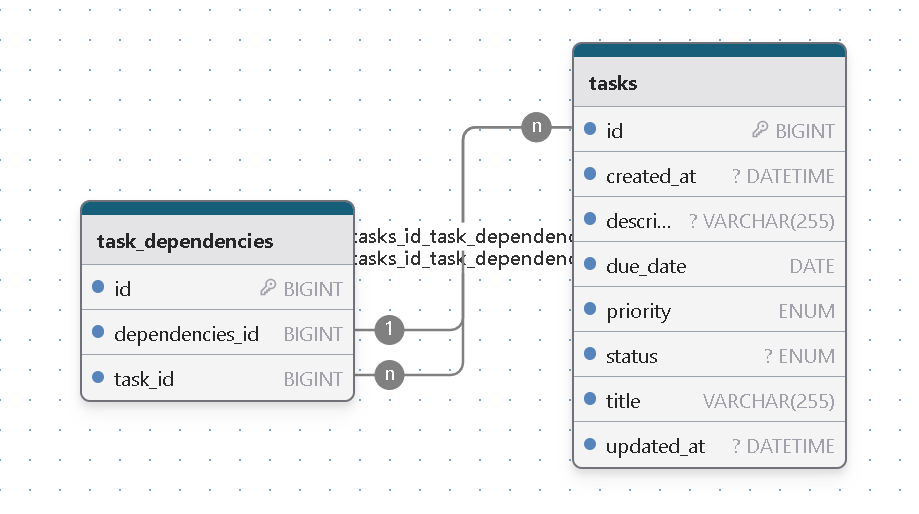 tasks
n
id BIGINT
created_at ? DATETIME
descri... ? VARCHAR(255)
due_date DATE
priority ENUM
status ? ENUM
title VARCHAR(255)
updated_at ? DATETIME
task_dependencies
id BIGINT
dependencies_id BIGINT
task_id BIGINT
tasks_id_task_dependenc
tasks_id_task_dependenc
1
n